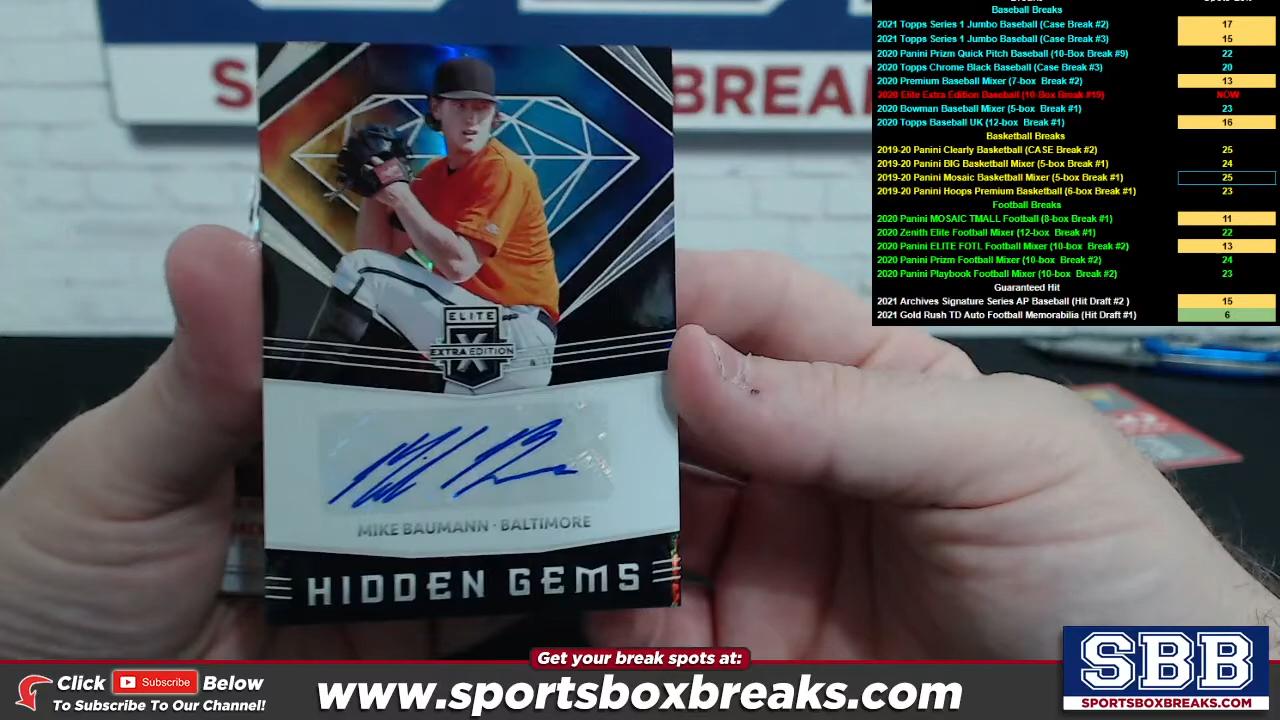 Baseball Breaks
2021 Topps Series 1 Jumbo Baseball (Case Break #2) 17
2021 Topps Series 1 Jumbo Baseball (Case Break #3) 15
2020 Panini Prizm Quick Pitch Baseball (10-Box Break #9) 22
2020 Topps Chrome Black Baseball (Case Break #3) 20
2020 Premium Baseball Mixer (7-box Break #2) 13
2020 Elite Extra Edition Baseball (10-Box Break #19) NOW
2020 Bowman Baseball Mixer (5-box Break #1) 23
2020 Topps Baseball UK (12-box Break #1) 16
Basketball Breaks
2019-20 Panini Clearly Basketball (CASE Break #2) 25
2019-20 Panini BIG Basketball Mixer (5-box Break #1) 24
2019-20 Panini Mosaic Basketball Mixer (5-box Break #1) 25
2019-20 Panini Hoops Premium Basketball (6-box Break #1) 23
Football Breaks
2020 Panini MOSAIC TMALL Football (8-box Break #1) 11
2020 Zenith Elite Football Mixer (12-box Break #1) 22
2020 Panini ELITE FOTL Football Mixer (10-box Break #2) 13
2020 Panini Prizm Football Mixer (10-box Break #2) 24
2020 Panini Playbook Football Mixer (10-box Break #2) 23
Guaranteed Hit
2021 Archives Signature Series AP Baseball (Hit Draft #2 ) 15
2021 Gold Rush TD Auto Football Memorabilia (Hit Draft #1) 6
ELITE
X
EXTRA EDITION
MIKE BAUMANN · BALTIMORE
HIDDEN GEMS
Get your break spots at:
www.sportsboxbreaks.com
Click Subscribe Below
To Subscribe To Our Channel!
SBB
SPORTSBOXBREAKS.COM